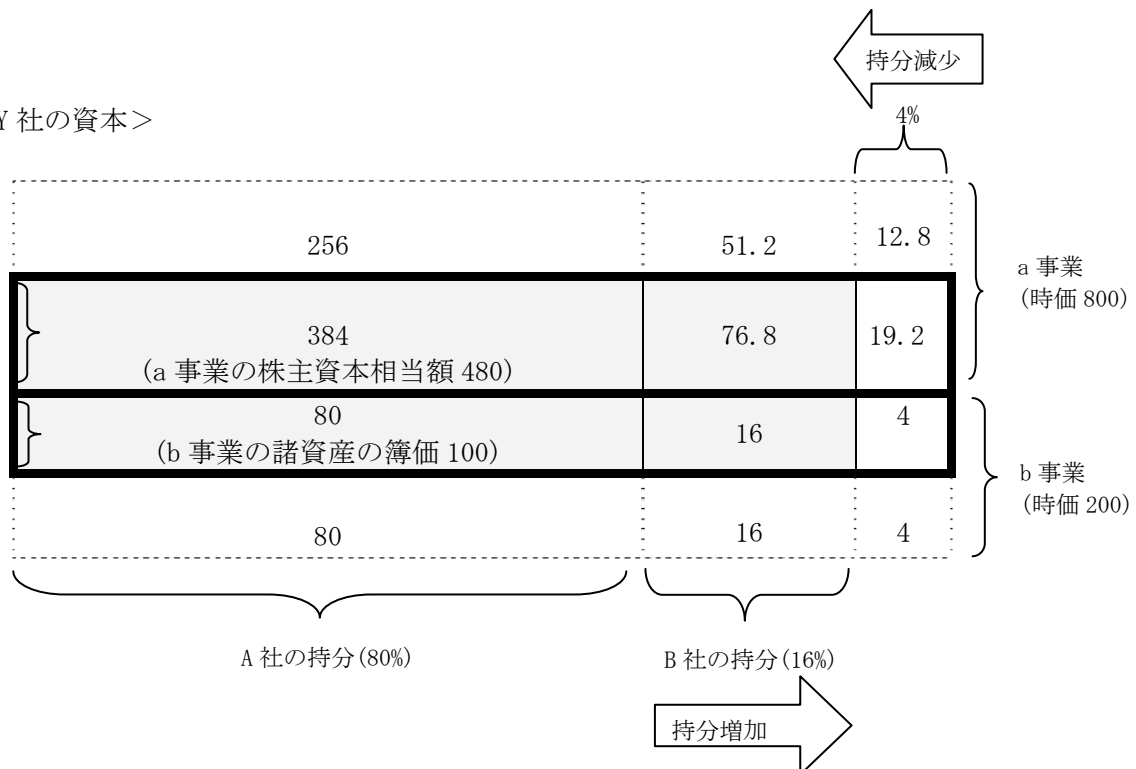 持分減少
Y 社の資本＞
4%
256
51.2
12.8
a 事業
(時価 800)
384
(a 事業の株主資本相当額 480)
76.8
19.2
80
(b 事業の諸資産の簿価 100)
16
4
b 事業
(時価 200)
80
16
4
A 社の持分(80%)
B 社の持分(16%)
持分増加